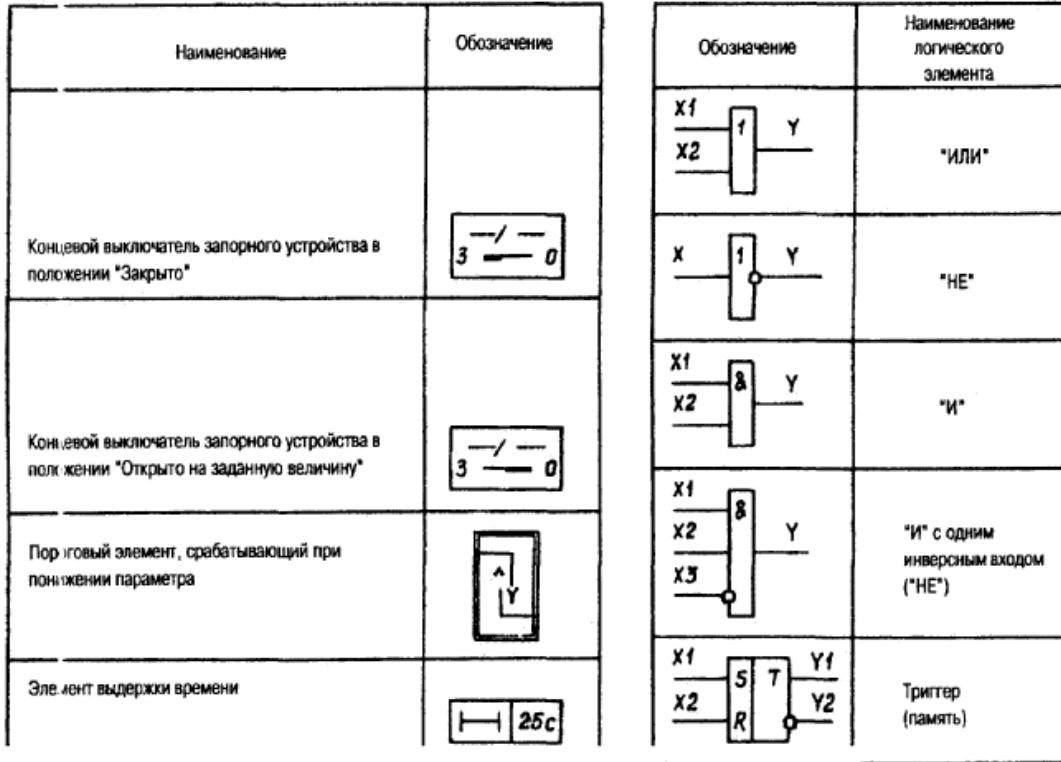 Наименование
Обозначение
Концевой выключатель запорного устройства в
положении "Закрыто"
3 0
Концевой выключатель запорного устройства в
положении "Открыто на заданную величину"
3 0
Пороговый элемент, срабатывающий при
понижении параметра
Y
Элемент выдержки времени
25с
Обозначение
Наименование
логического
элемента
X1
1 Y
X2
"ИЛИ"
X 1 Y
"НЕ"
X1
& Y
X2
"И"
X1
&
X2 Y
X3
"И" с одним
инверсным входом
("НЕ")
X1 Y1
S T
X2 Y2
R
Триггер
(память)